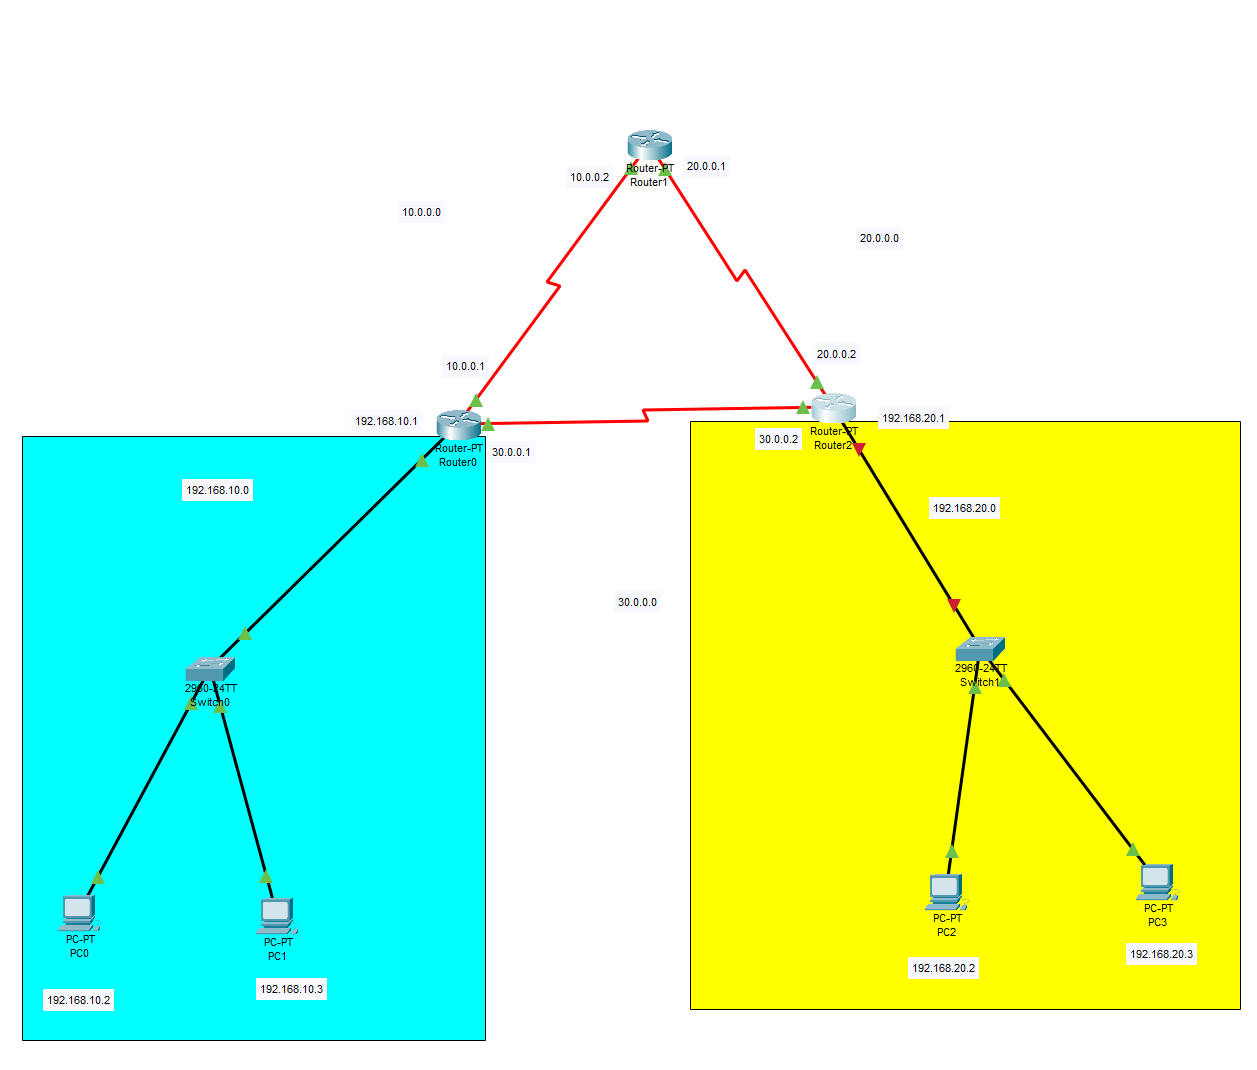 Router-PT
Router1
10.0.0.2
20.0.0.1
10.0.0.0
20.0.0.0
10.0.0.1
20.0.0.2
192.168.10.1
Router-PT
Router0
30.0.0.1
30.0.0.2
Router-PT
Router2
192.168.20.1
192.168.10.0
192.168.20.0
30.0.0.0
2960-24TT
Switch0
2960-24TT
Switch1
PC-PT
PC0
PC-PT
PC1
PC-PT
PC2
PC-PT
PC3
192.168.10.2
192.168.10.3
192.168.20.2
192.168.20.3